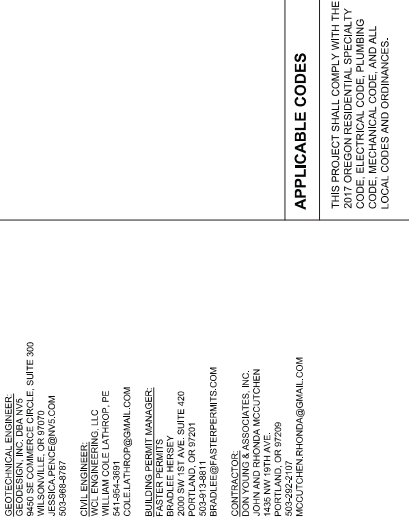 GEOTECHNICAL ENGINEER:
GEODESIGN, INC. DBA NV5
9450 SE COMMERCE CIRCLE, SUITE 300
WILSONVILLE, OR 97070
JESSICA.PENCE@NV5.COM
503-968-8787
CIVIL ENGINEER:
WCL ENGINEERING, LLC
WILLIAM COLE LATHROP, PE
541-954-3691
COLE.LATHROP@GMAIL.COM
BUILDING PERMIT MANAGER:
FASTER PERMITS
BRADLEE HERSEY
2000 SW 1ST AVE. SUITE 420
PORTLAND, OR 97201
503-913-8811
BRADLEE@FASTERPERMITS.COM
CONTRACTOR:
DON YOUNG & ASSOCIATES, INC.
JOHN AND RHONDA MCCUTCHEN
1435 NW 19TH AVE.
PORTLAND, OR 97209
503-292-2107
MCCUTCHEN.RHONDA@GMAIL.COM
APPLICABLE CODES
THIS PROJECT SHALL COMPLY WITH THE
2017 OREGON RESIDENTIAL SPECIALTY
CODE, ELECTRICAL CODE, PLUMBING
CODE, MECHANICAL CODE, AND ALL
LOCAL CODES AND ORDINANCES.